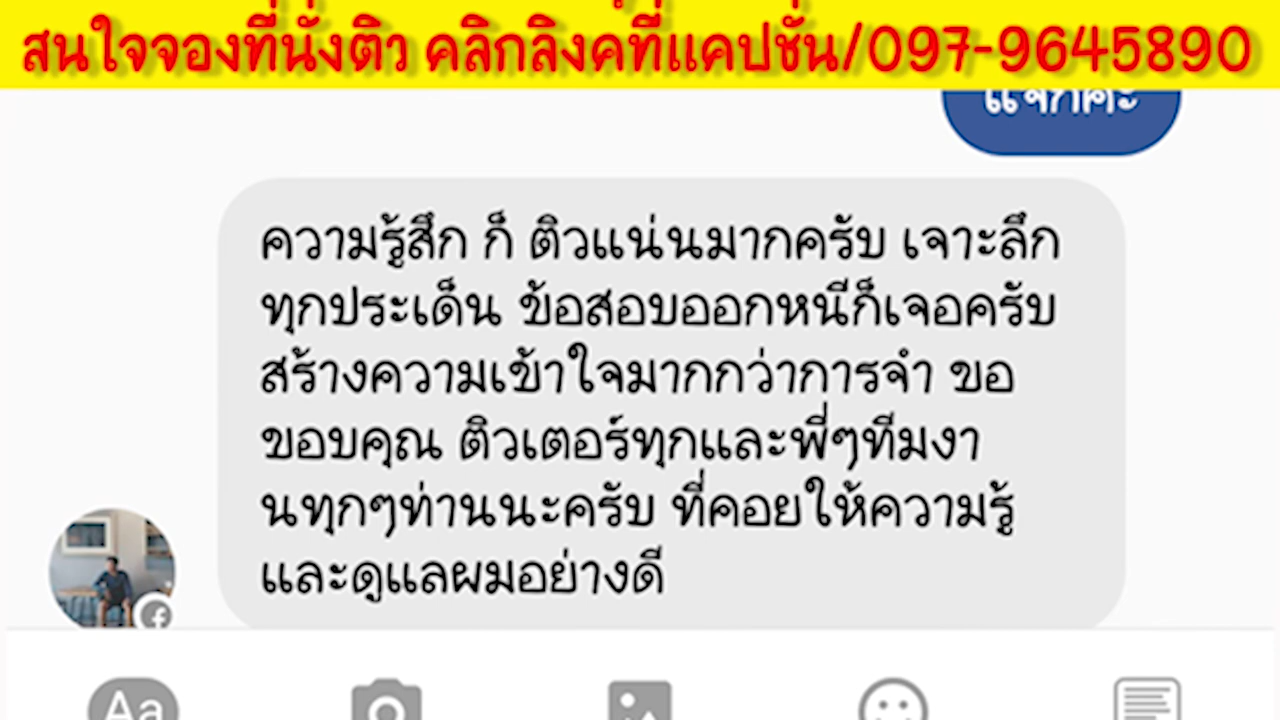 สนใจจองที่นั่งติว คลิกลิงค์ที่แคปชั่น/097-9645890
ความรู้สึก ก็ ติวแน่นมากครับ เจาะลึก
ทุกประเด็น ข้อสอบออกหนีก็เจอครับ
สร้างความเข้าใจมากกว่าการจำ ขอ
ขอบคุณ ติวเตอร์ทุกและพี่ๆทีมงา
นทุกๆท่านนะครับ ที่คอยให้ความรู้
และดูแลผมอย่างดี
Aa